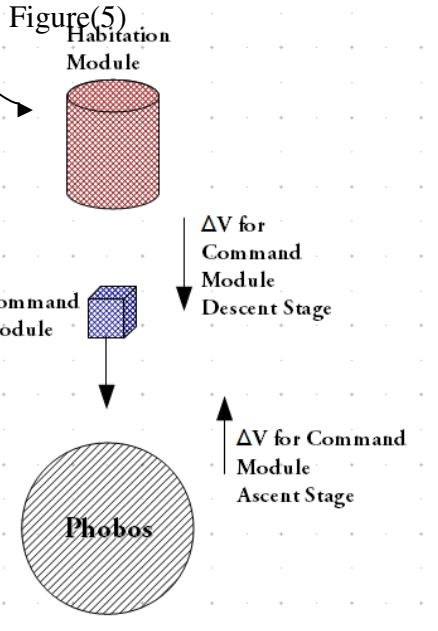 Figure(5)
Habitation
Module
ΔV for
Command
Module
Descent Stage
ommand
odule
ΔV for Command
Module
Ascent Stage
Phobos